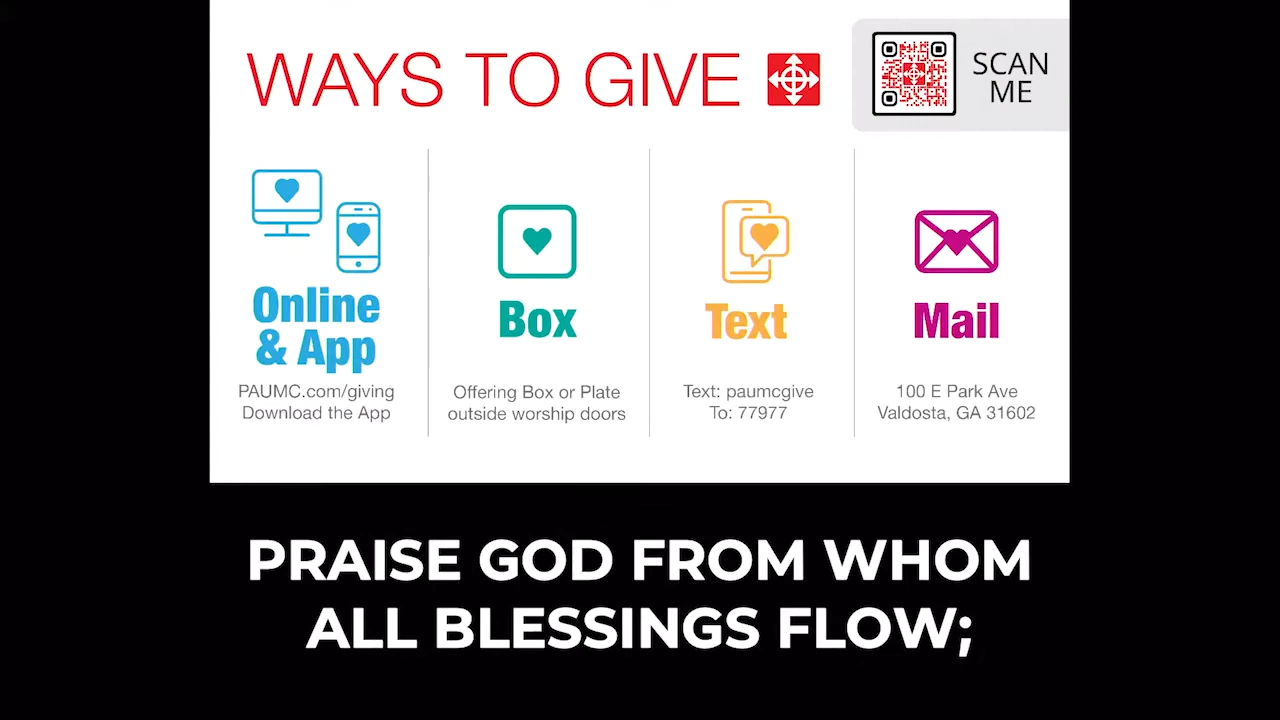 WAYS TO GIVE
SCAN
ME
Online
& App
PAUMC.com/giving
Download the App
Box
Offering Box or Plate
outside worship doors
Text
Text: paumcgive
To: 77977
Mail
100 E Park Ave
Valdosta, GA 31602
PRAISE GOD FROM WHOM
ALL BLESSINGS FLOW;